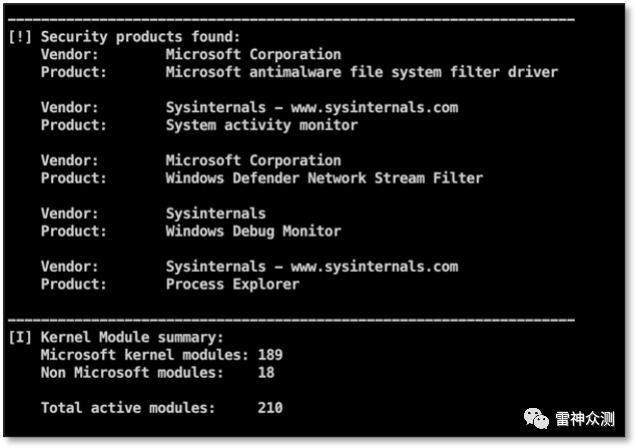 [!] Security products found:
Vendor: Microsoft Corporation
Product: Microsoft antimalware file system filter driver
Vendor: Sysinternals - www.sysinternals.com
Product: System activity monitor
Vendor: Microsoft Corporation
Product: Windows Defender Network Stream Filter
Vendor: Sysinternals
Product: Windows Debug Monitor
Vendor: Sysinternals - www.sysinternals.com
Product: Process Explorer
[I] Kernel Module summary:
Microsoft kernel modules: 189
Non Microsoft modules: 18
Total active modules: 210
雷神众测